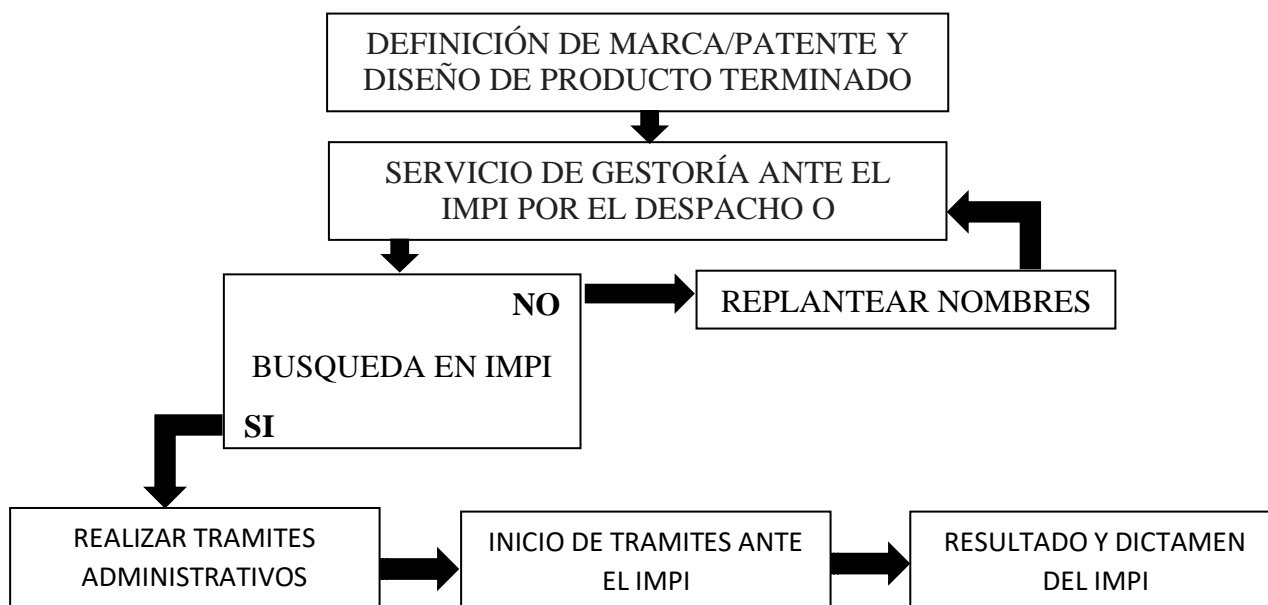 DEFINICIÓN DE MARCA/PATENTE Y
DISEÑO DE PRODUCTO TERMINADO
SERVICIO DE GESTORÍA ANTE EL
IMPI POR EL DESPACHO O
NO
REPLANTEAR NOMBRES
BUSQUEDA EN IMPI
SI
REALIZAR TRAMITES
ADMINISTRATIVOS
INICIO DE TRAMITES ANTE
EL IMPI
RESULTADO Y DICTAMEN
DEL IMPI